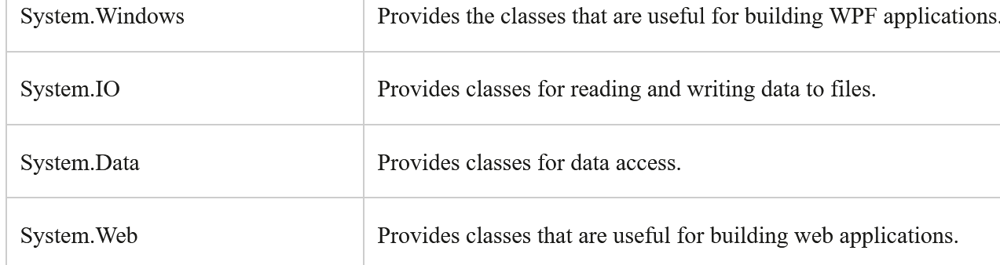 System.Windows
Provides the classes that are useful for building WPF applications.
System.IO
Provides classes for reading and writing data to files.
System.Data
Provides classes for data access.
System.Web
Provides classes that are useful for building web applications.